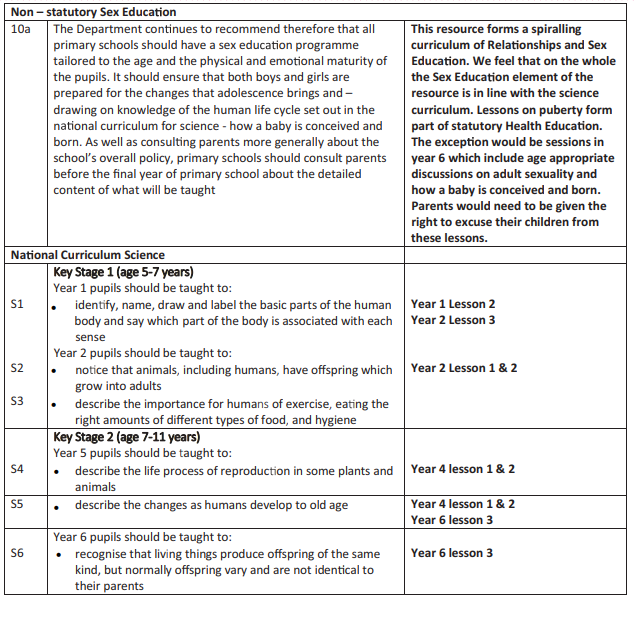 Non – statutory Sex Education
10a
The Department continues to recommend therefore that all
primary schools should have a sex education programme
tailored to the age and the physical and emotional maturity of
the pupils. It should ensure that both boys and girls are
prepared for the changes that adolescence brings and –
drawing on knowledge of the human life cycle set out in the
national curriculum for science - how a baby is conceived and
born. As well as consulting parents more generally about the
school's overall policy, primary schools should consult parents
before the final year of primary school about the detailed
content of what will be taught
This resource forms a spiralling
curriculum of Relationships and Sex
Education. We feel that on the whole
the Sex Education element of the
resource is in line with the science
curriculum. Lessons on puberty form
part of statutory Health Education.
The exception would be sessions in
year 6 which include age appropriate
discussions on adult sexuality and
how a baby is conceived and born.
Parents would need to be given the
right to excuse their children from
these lessons.
National Curriculum Science
Key Stage 1 (age 5-7 years)
Year 1 pupils should be taught to:
S1
• identify, name, draw and label the basic parts of the human
body and say which part of the body is associated with each
sense
Year 1 Lesson 2
Year 2 Lesson 3
Year 2 pupils should be taught to:
S2
• notice that animals, including humans, have offspring which
grow into adults
Year 2 Lesson 1 & 2
S3
• describe the importance for humans of exercise, eating the
right amounts of different types of food, and hygiene
Key Stage 2 (age 7-11 years)
Year 5 pupils should be taught to:
S4
• describe the life process of reproduction in some plants and
animals
Year 4 lesson 1 & 2
S5
• describe the changes as humans develop to old age
Year 4 lesson 1 & 2
Year 6 lesson 3
Year 6 pupils should be taught to:
S6
• recognise that living things produce offspring of the same
kind, but normally offspring vary and are not identical to
their parents
Year 6 lesson 3